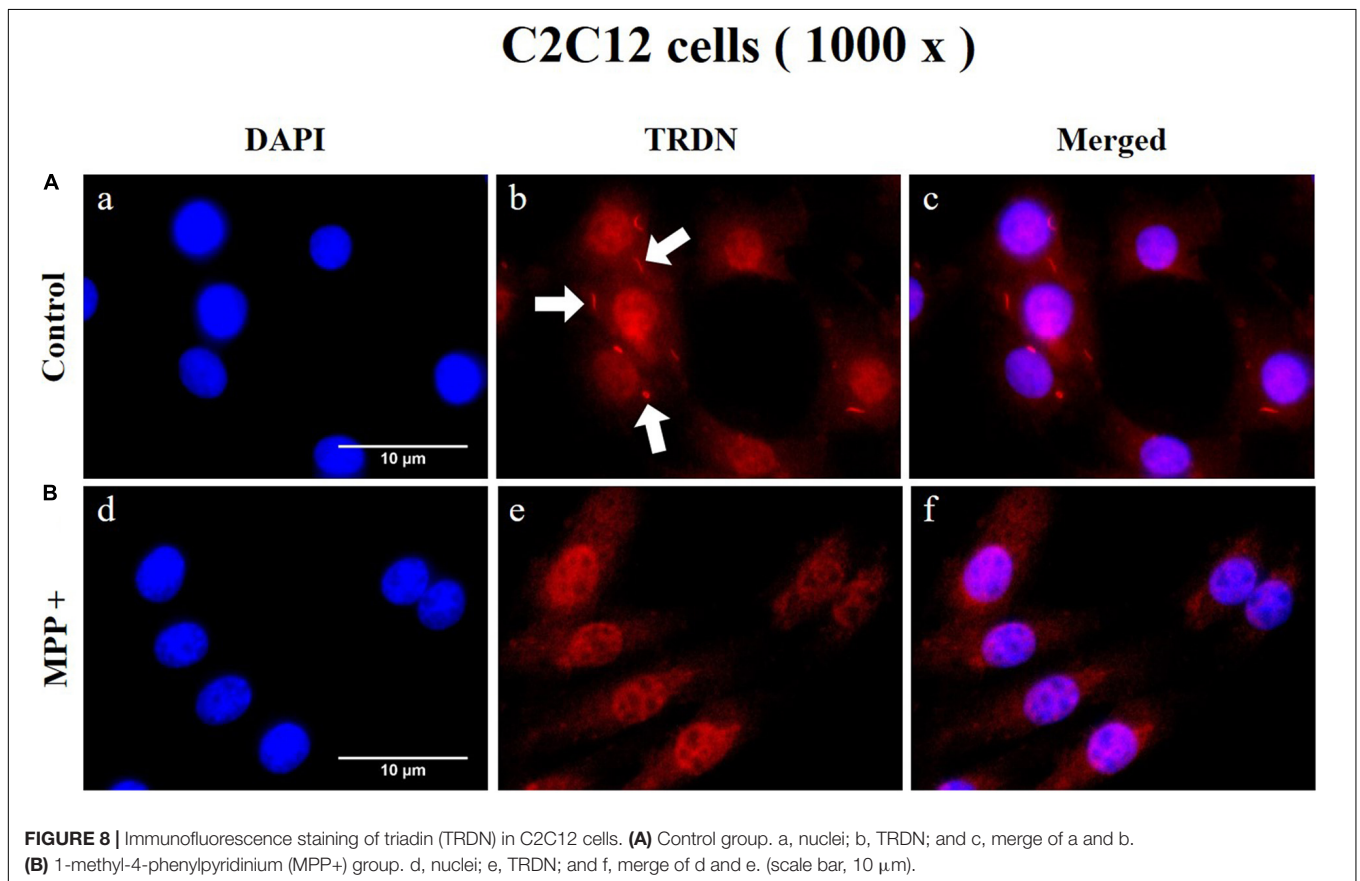 C2C12 cells ( 1000 x )
DAPI TRDN Merged
A
Control
a
10 µm
b
c
B
MPP +
d
10 µm
e
f
FIGURE 8 | Immunofluorescence staining of triadin (TRDN) in C2C12 cells. (A) Control group. a, nuclei; b, TRDN; and c, merge of a and b.
(B) 1-methyl-4-phenylpyridinium (MPP+) group. d, nuclei; e, TRDN; and f, merge of d and e. (scale bar, 10 µm).